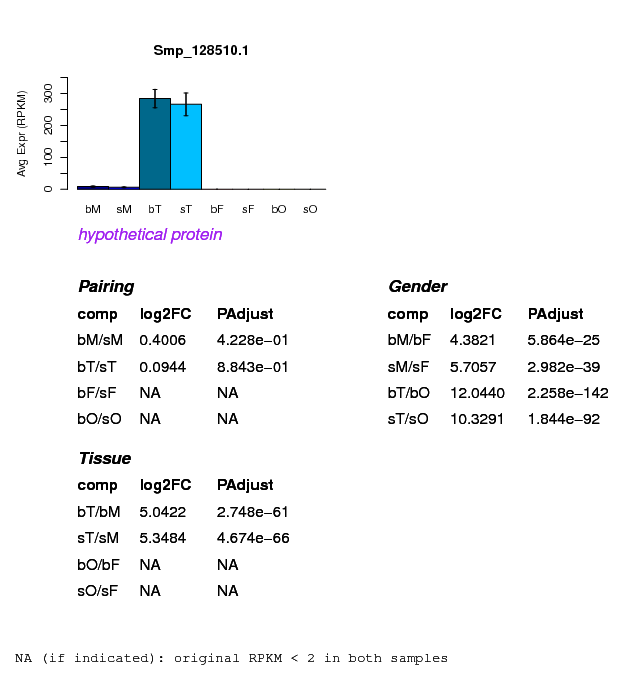 Smp_128510.1
Avg Expr (RPKM)
0 100 200 300
bM sM bT sT bF sF bO sO
hypothetical protein
Pairing
comp log2FC PAdjust
bM/sM 0.4006 4.228e−01
bT/sT 0.0944 8.843e−01
bF/sF NA NA
bO/sO NA NA
Gender
comp log2FC PAdjust
bM/bF 4.3821 5.864e−25
sM/sF 5.7057 2.982e−39
bT/bO 12.0440 2.258e−142
sT/sO 10.3291 1.844e−92
Tissue
comp log2FC PAdjust
bT/bM 5.0422 2.748e−61
sT/sM 5.3484 4.674e−66
bO/bF NA NA
sO/sF NA NA
NA (if indicated): original RPKM < 2 in both samples